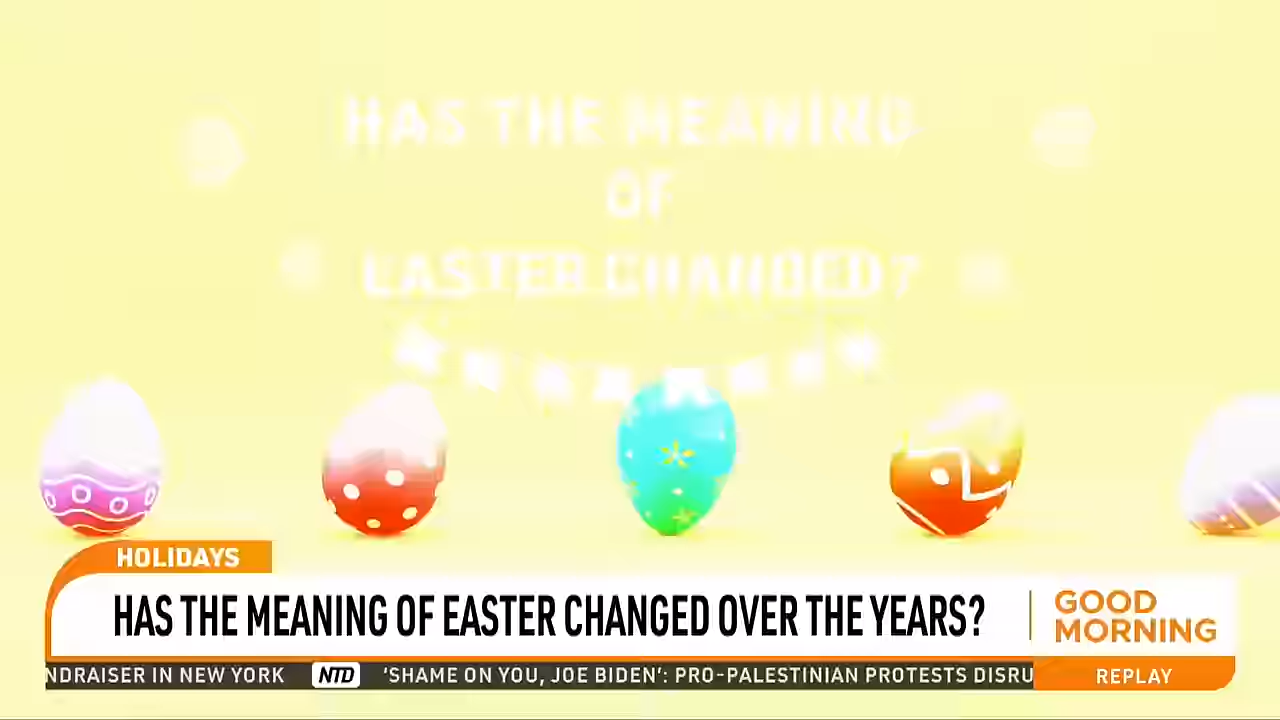 HAS THE MEANING
OF
EASTER CHANGED?
HOLIDAYS
HAS THE MEANING OF EASTER CHANGED OVER THE YEARS?
GOOD
MORNING
NDRAISER IN NEW YORK NTD 'SHAME ON YOU, JOE BIDEN': PRO-PALESTINIAN PROTESTS DISRU
REPLAY